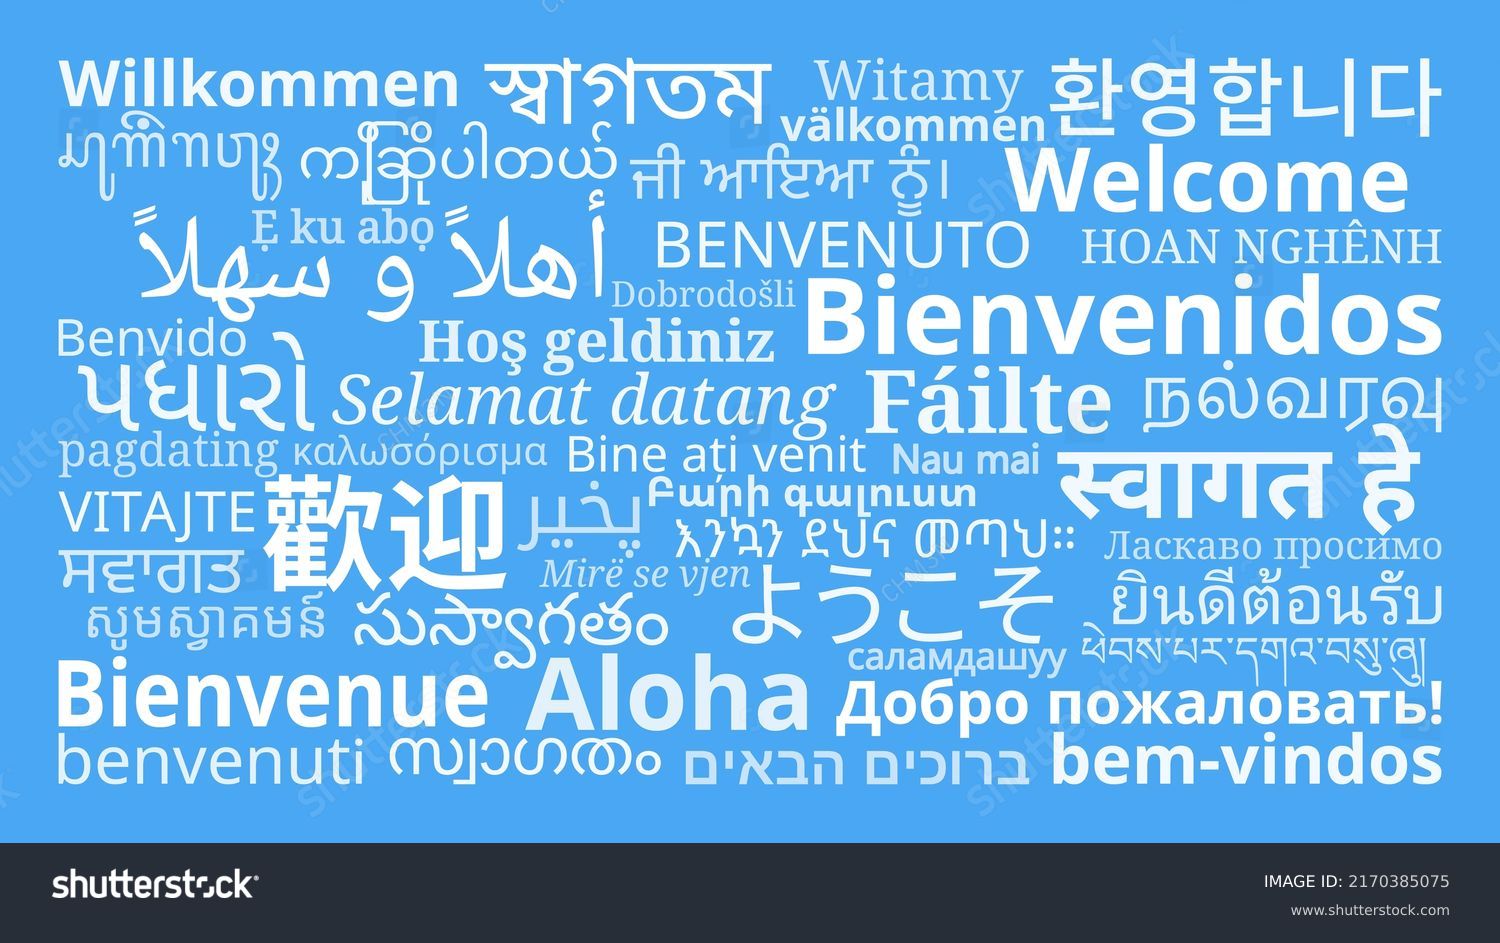 Willkommen
স্বাগতম
Witamy
환영합니다
välkommen
ကြိုဆိုပါတယ်
ਜੀ ਆਇਆ ਨੂੰ।
Welcome
Ẹ ku abọ
أهلاً و سهلاً
BENVENUTO
HOAN NGHÊNH
Dobrodošli
Bienvenidos
Benvido
Hoş geldiniz
પધારો
Selamat datang
Fáilte
நல்வரவு
pagdating
καλωσόρισμα
Bine ați venit
Nau mai
स्वागत हे
VITAJTE
歡迎
يخير
Բարի գալուստ
እንኳን ደህና መጣህ።
Ласкаво просимо
ਸਵਾਗਤ
Mirë se vjen
ようこそ
ยินดีต้อนรับ
សូមស្វាគមន៍
సుస్వాగతం
саламдашуу
ཕེབས་པར་དགའ་བསུ་ཞུ།
Bienvenue
Aloha
Добро пожаловать!
benvenuti
സ്വാഗതം
ברוכים הבאים
bem-vindos
shutterstock
IMAGE ID: 2170385075
www.shutterstock.com